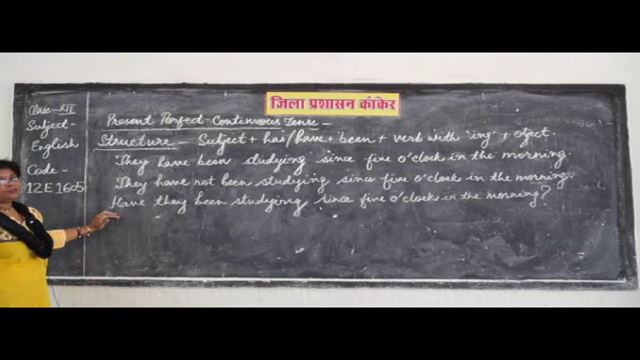 जिला प्रशासन कांकेर
Class-XII
Subject-
English
Code-
12E1605
Present Perfect Continuous Tense-
Structure- Subject + has/have + been + verb with 'ing' + object.
They have been studying since five o'clock in the morning.
They have not been studying since five o'clock in the morning.
Have they been studying since five o'clock in the morning?